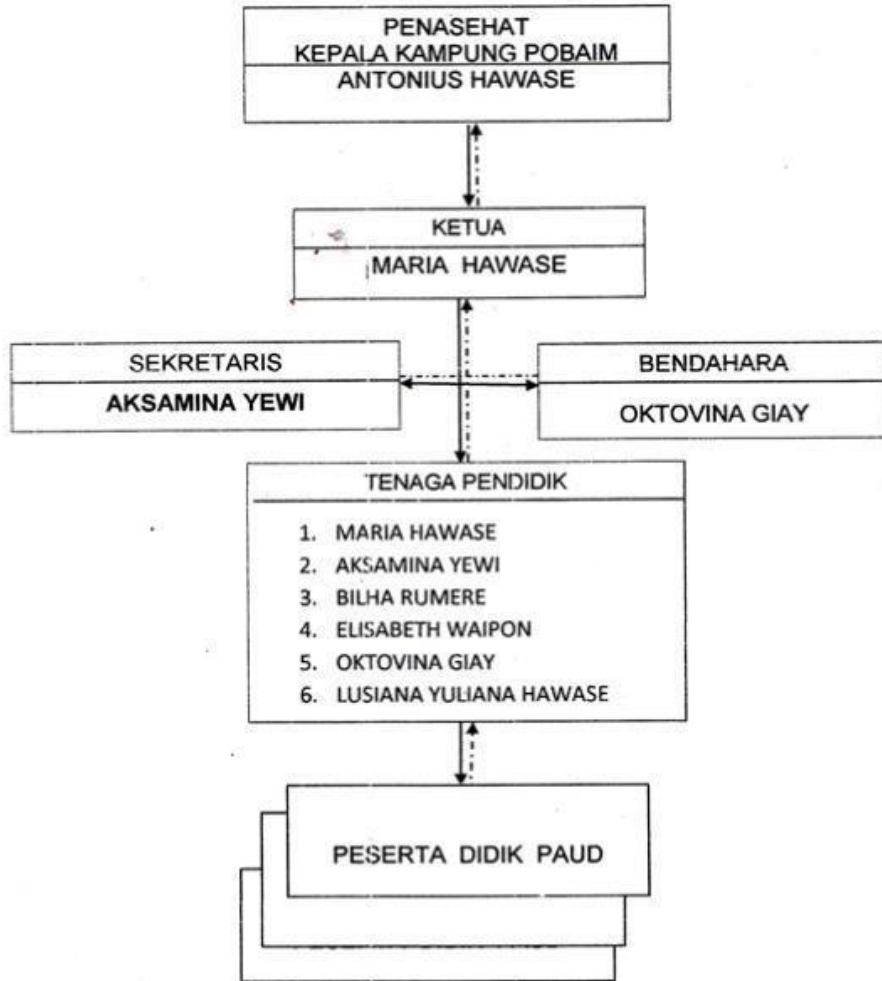 PENASEHAT
KEPALA KAMPUNG POBAIM
ANTONIUS HAWASE
KETUA
MARIA HAWASE
SEKRETARIS
AKSAMINA YEWI
BENDAHARA
OKTOVINA GIAY
TENAGA PENDIDIK
1. MARIA HAWASE
2. AKSAMINA YEWI
3. BILHA RUMERE
4. ELISABETH WAIPON
5. OKTOVINA GIAY
6. LUSIANA YULIANA HAWASE
PESERTA DIDIK PAUD